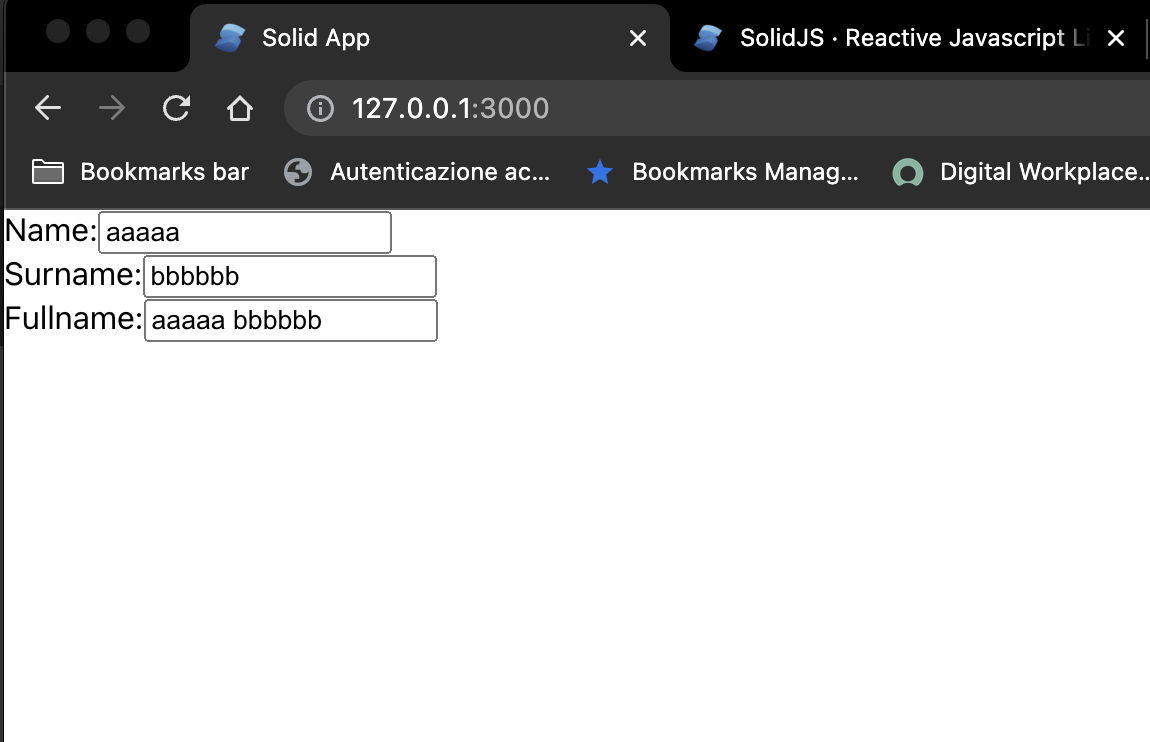 Solid App
SolidJS · Reactive Javascript Li
127.0.0.1:3000
Bookmarks bar
Autenticazione ac...
Bookmarks Manag...
Digital Workplace...
Name: aaaaa
Surname: bbbbbb
Fullname: aaaaa bbbbbb